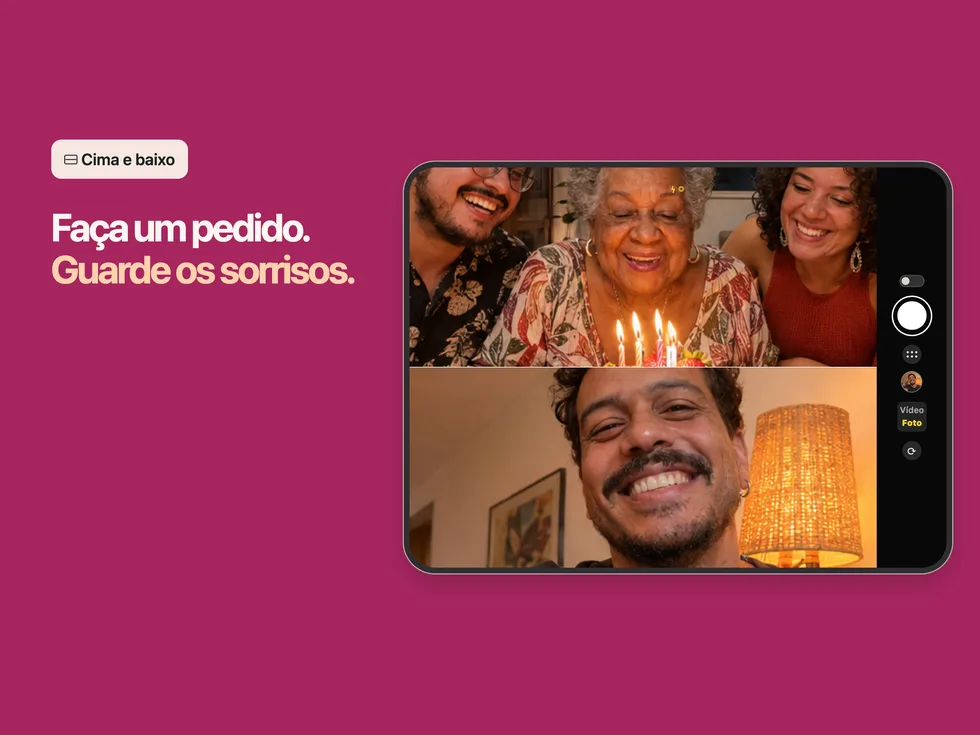 Cima e baixo
Faça um pedido.
Guarde os sorrisos.
Vídeo
Foto